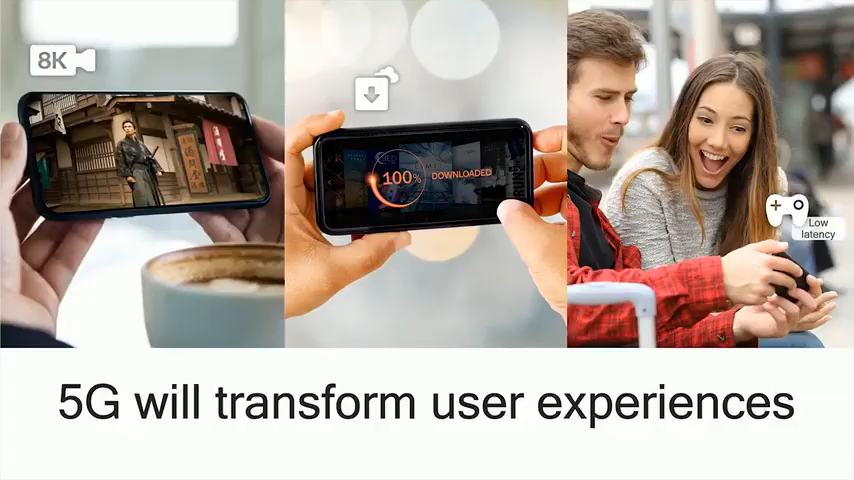 8K
100% DOWNLOADED
Low
latency
5G will transform user experiences